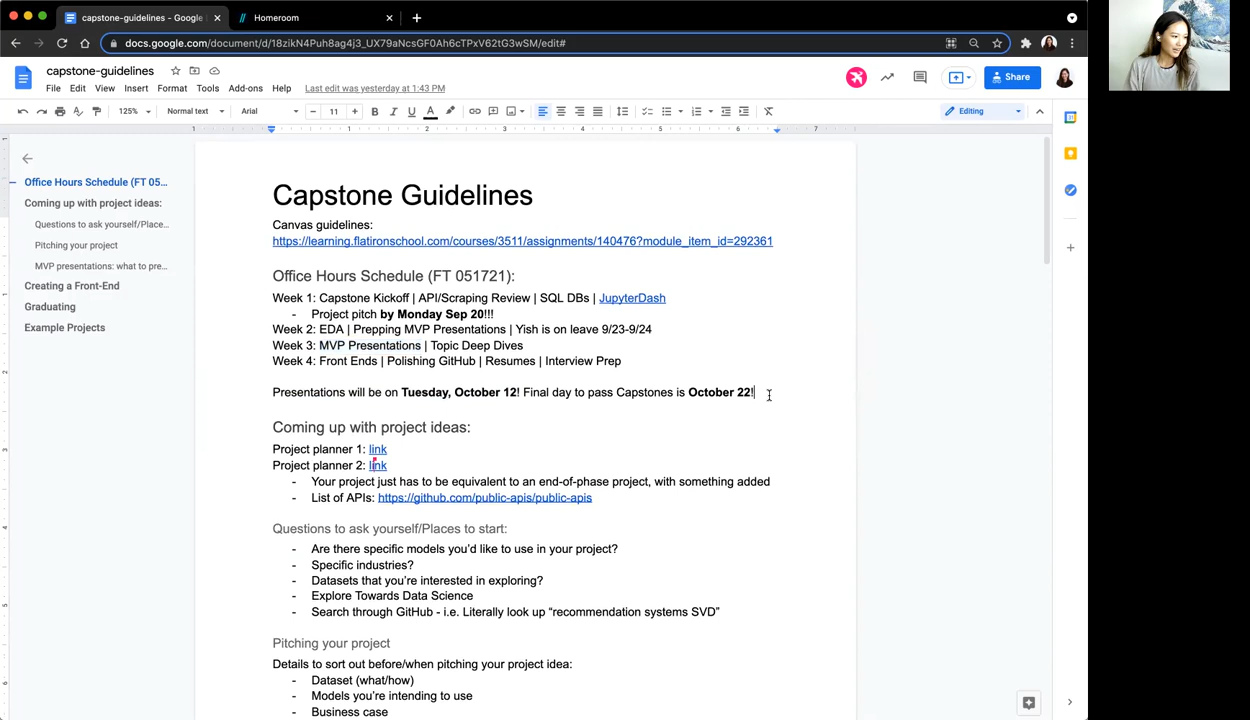 capstone-guidelines - Google
Homeroom
docs.google.com/document/d/18zikN4Puh8ag4j3_UX79aNcsGF0Ah6cTPxV62tG3wSM/edit#
capstone-guidelines
File Edit View Insert Format Tools Add-ons Help Last edit was yesterday at 1:43 PM
Share
125% Normal text Arial 11 B I U A Editing
1 1 2 3 4 5 6 7
Office Hours Schedule (FT 05...
Coming up with project ideas:
Questions to ask yourself/Place...
Pitching your project
MVP presentations: what to pre...
Creating a Front-End
Graduating
Example Projects
Capstone Guidelines
Canvas guidelines:
https://learning.flatironschool.com/courses/3511/assignments/140476?module_item_id=292361
Office Hours Schedule (FT 051721):
Week 1: Capstone Kickoff | API/Scraping Review | SQL DBs | JupyterDash
- Project pitch by Monday Sep 20!!!
Week 2: EDA | Prepping MVP Presentations | Yish is on leave 9/23-9/24
Week 3: MVP Presentations | Topic Deep Dives
Week 4: Front Ends | Polishing GitHub | Resumes | Interview Prep
Presentations will be on Tuesday, October 12! Final day to pass Capstones is October 22!
Coming up with project ideas:
Project planner 1: link
Project planner 2: link
- Your project just has to be equivalent to an end-of-phase project, with something added
- List of APIs: https://github.com/public-apis/public-apis
Questions to ask yourself/Places to start:
- Are there specific models you'd like to use in your project?
- Specific industries?
- Datasets that you're interested in exploring?
- Explore Towards Data Science
- Search through GitHub - i.e. Literally look up "recommendation systems SVD"
Pitching your project
Details to sort out before/when pitching your project idea:
- Dataset (what/how)
- Models you're intending to use
- Business case